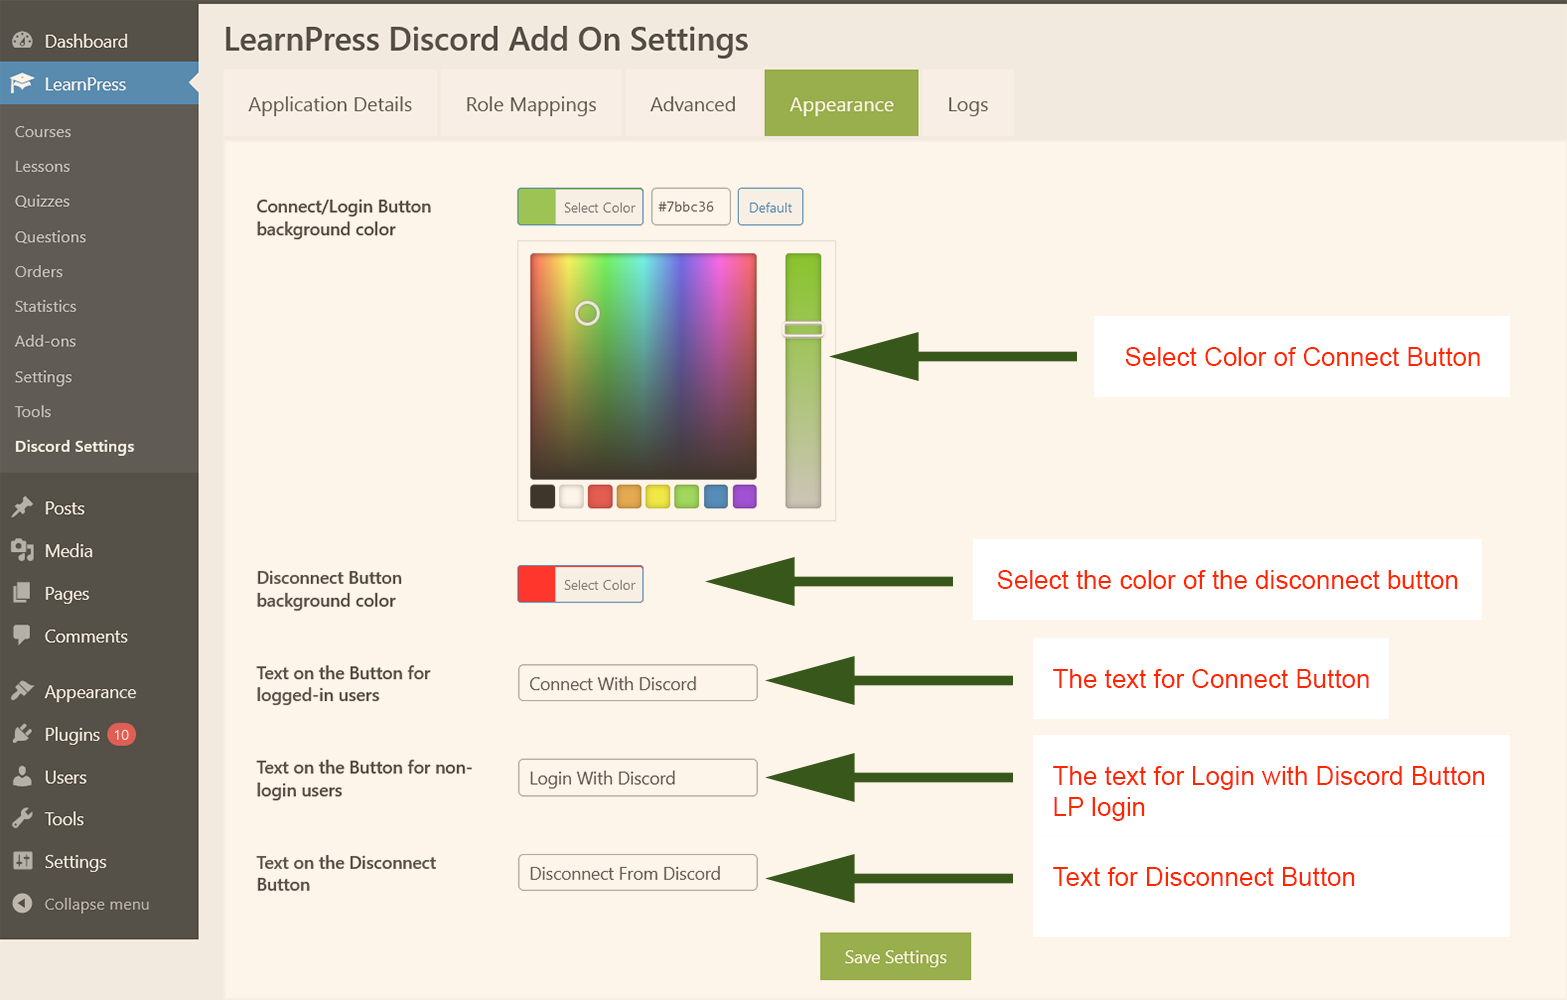 Dashboard
LearnPress
Courses
Lessons
Quizzes
Questions
Orders
Statistics
Add-ons
Settings
Tools
Discord Settings
Posts
Media
Pages
Comments
Appearance
Plugins 10
Users
Tools
Settings
Collapse menu
LearnPress Discord Add On Settings
Application Details
Role Mappings
Advanced
Appearance
Logs
Connect/Login Button
background color
Select Color
#7bbc36
Default
Select Color of Connect Button
Disconnect Button
background color
Select Color
Select the color of the disconnect button
Text on the Button for
logged-in users
Connect With Discord
The text for Connect Button
Text on the Button for non-
login users
Login With Discord
The text for Login with Discord Button
LP login
Text on the Disconnect
Button
Disconnect From Discord
Text for Disconnect Button
Save Settings